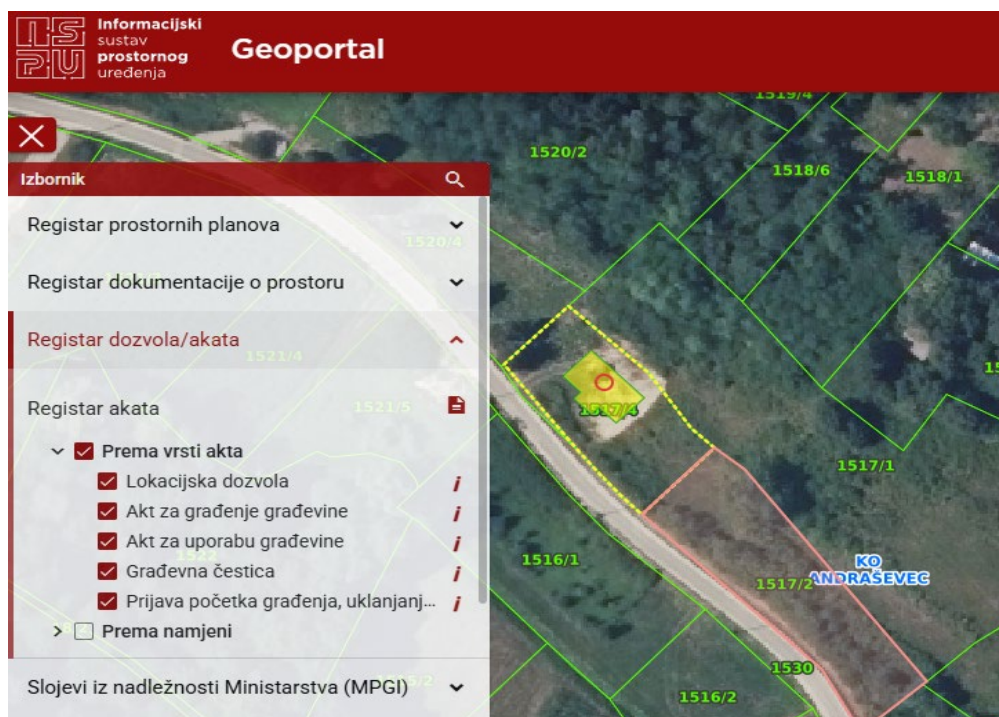 Informacijski
sustav
prostornog
uređenja
Geoportal
Izbornik
Registar prostornih planova
Registar dokumentacije o prostoru
Registar dozvola/akata
Registar akata
Prema vrsti akta
Lokacijska dozvola
Akt za građenje građevine
Akt za uporabu građevine
Građevna čestica
Prijava početka građenja, uklanjanj...
Prema namjeni
Slojevi iz nadležnosti Ministarstva (MPGI)
1519/4
1520/2
1518/6
1518/1
1520/4
1521/4
1521/5
1517/4
1517/1
1516/1
1522
KO
ANDRAŠEVEC
1517/2
1530
1516/2